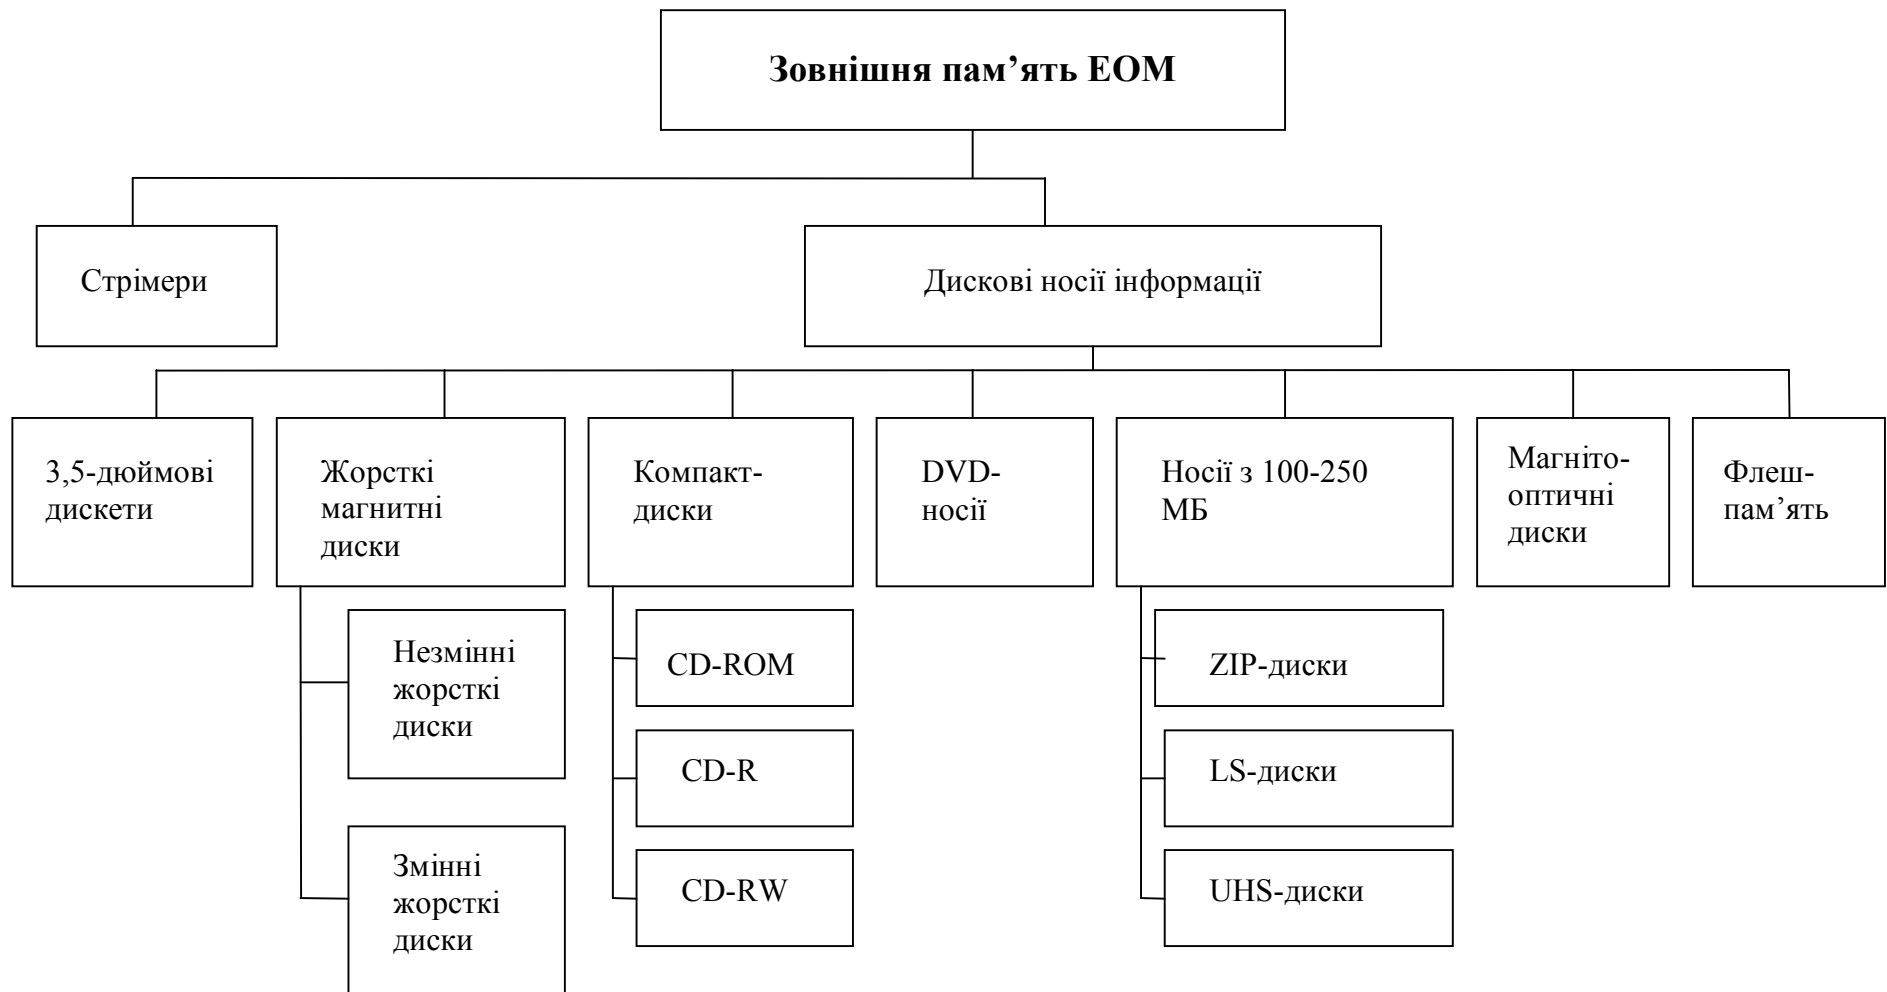 Зовнішня пам’ять ЕОМ
Стрімери
Дискові носії інформації
3,5-дюймові
дискети
Жорсткі
магнитні
диски
Компакт-
диски
DVD-
носії
Носії з 100-250
МБ
Магніто-
оптичні
диски
Флеш-
пам’ять
Незмінні
жорсткі
диски
Змінні
жорсткі
диски
CD-ROM
CD-R
CD-RW
ZIP-диски
LS-диски
UHS-диски